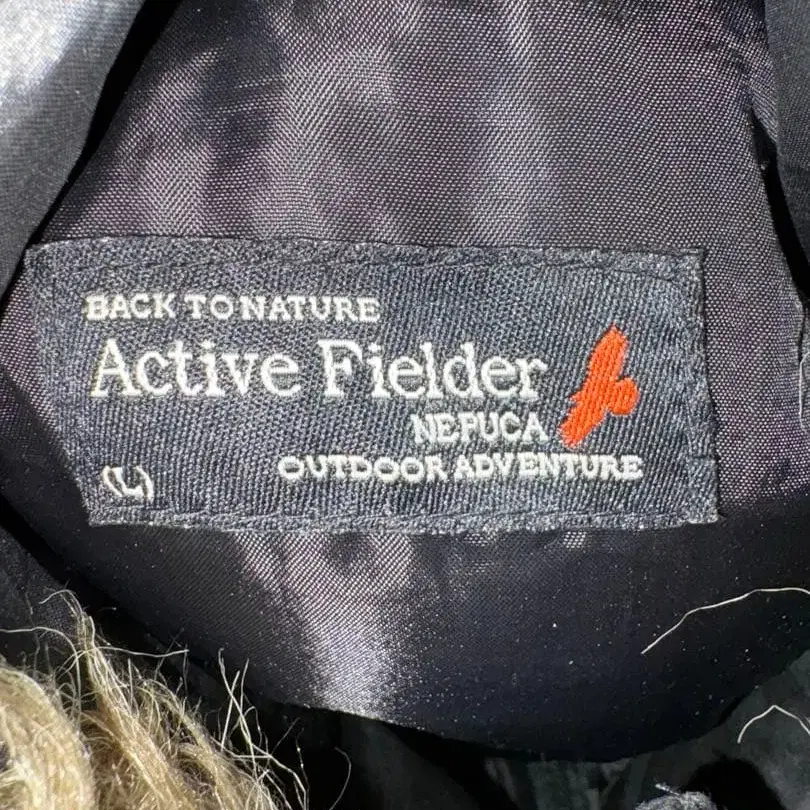 BACK TO NATURE
Active Fielder
NEPUCA
OUTDOOR ADVENTURE
(L)